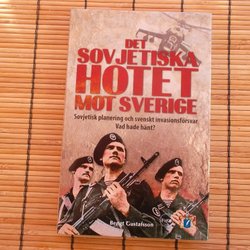 DET
SOVJETISKA
HOTET
MOT SVERIGE
Sovjetisk planering och svenskt invasionsförsvar
Vad hade hänt?
Bengt Gustafsson